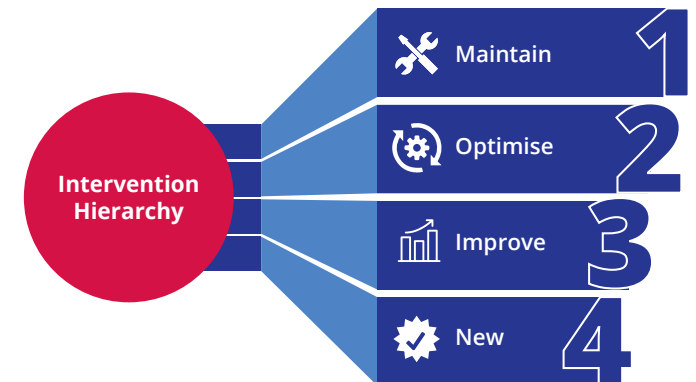 Intervention
Hierarchy
Maintain 1
Optimise 2
Improve 3
New 4